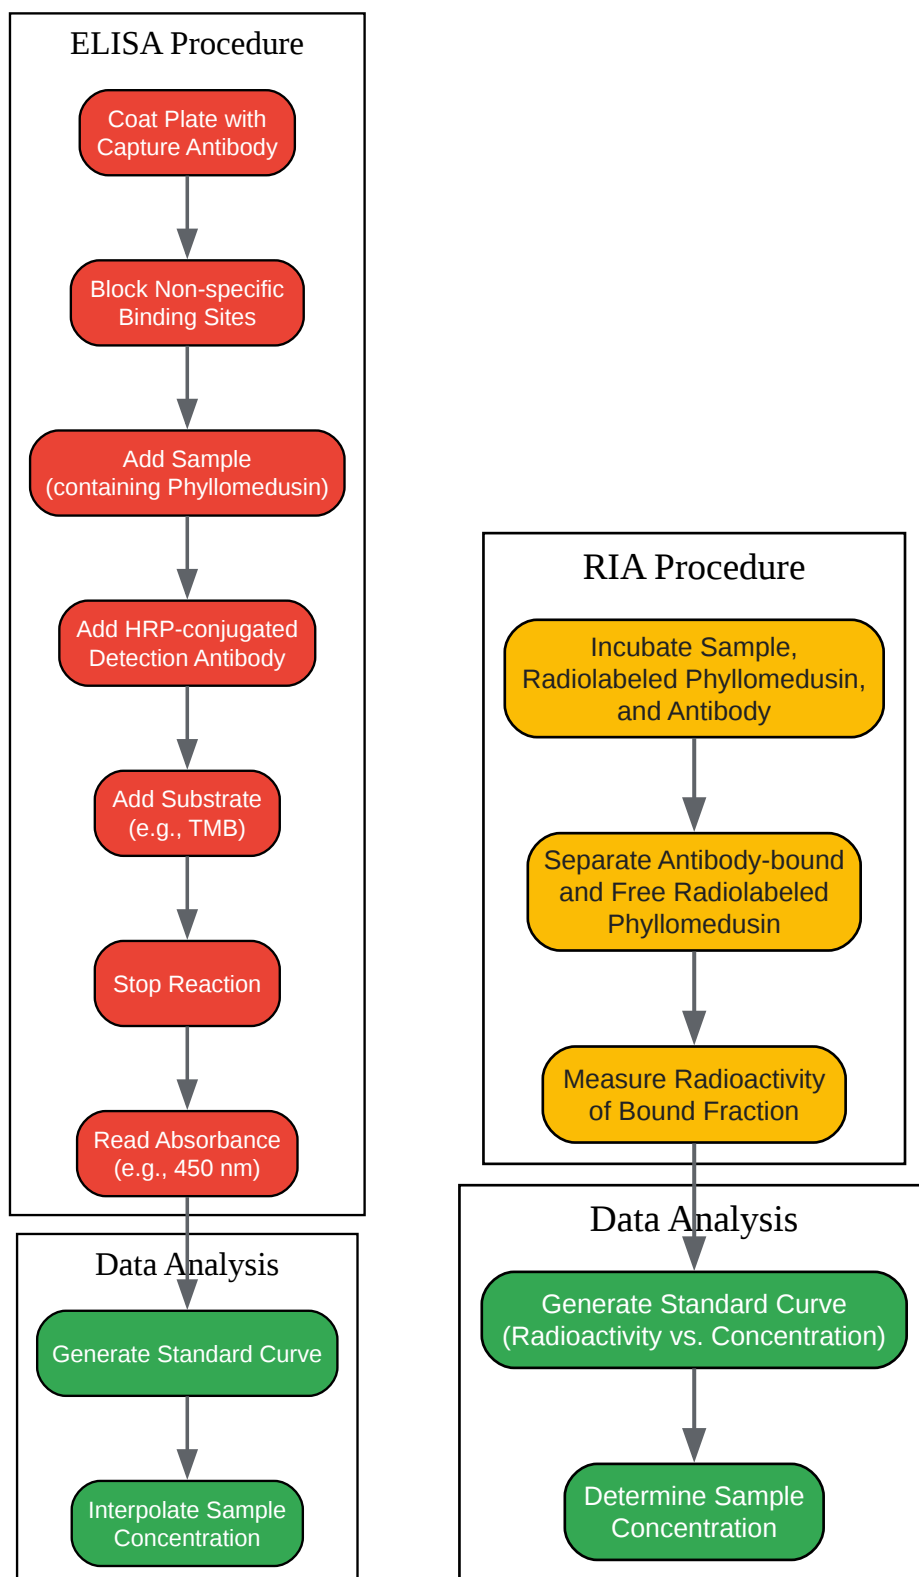 ELISA Procedure
Coat Plate with
Capture Antibody
Block Non-specific
Binding Sites
Add Sample
(containing Phyllomedusin)
Add HRP-conjugated
Detection Antibody
Add Substrate
(e.g., TMB)
Stop Reaction
Read Absorbance
(e.g., 450 nm)
Data Analysis
Generate Standard Curve
Interpolate Sample
Concentration
RIA Procedure
Incubate Sample,
Radiolabeled Phyllomedusin,
and Antibody
Separate Antibody-bound
and Free Radiolabeled
Phyllomedusin
Measure Radioactivity
of Bound Fraction
Data Analysis
Generate Standard Curve
(Radioactivity vs. Concentration)
Determine Sample
Concentration